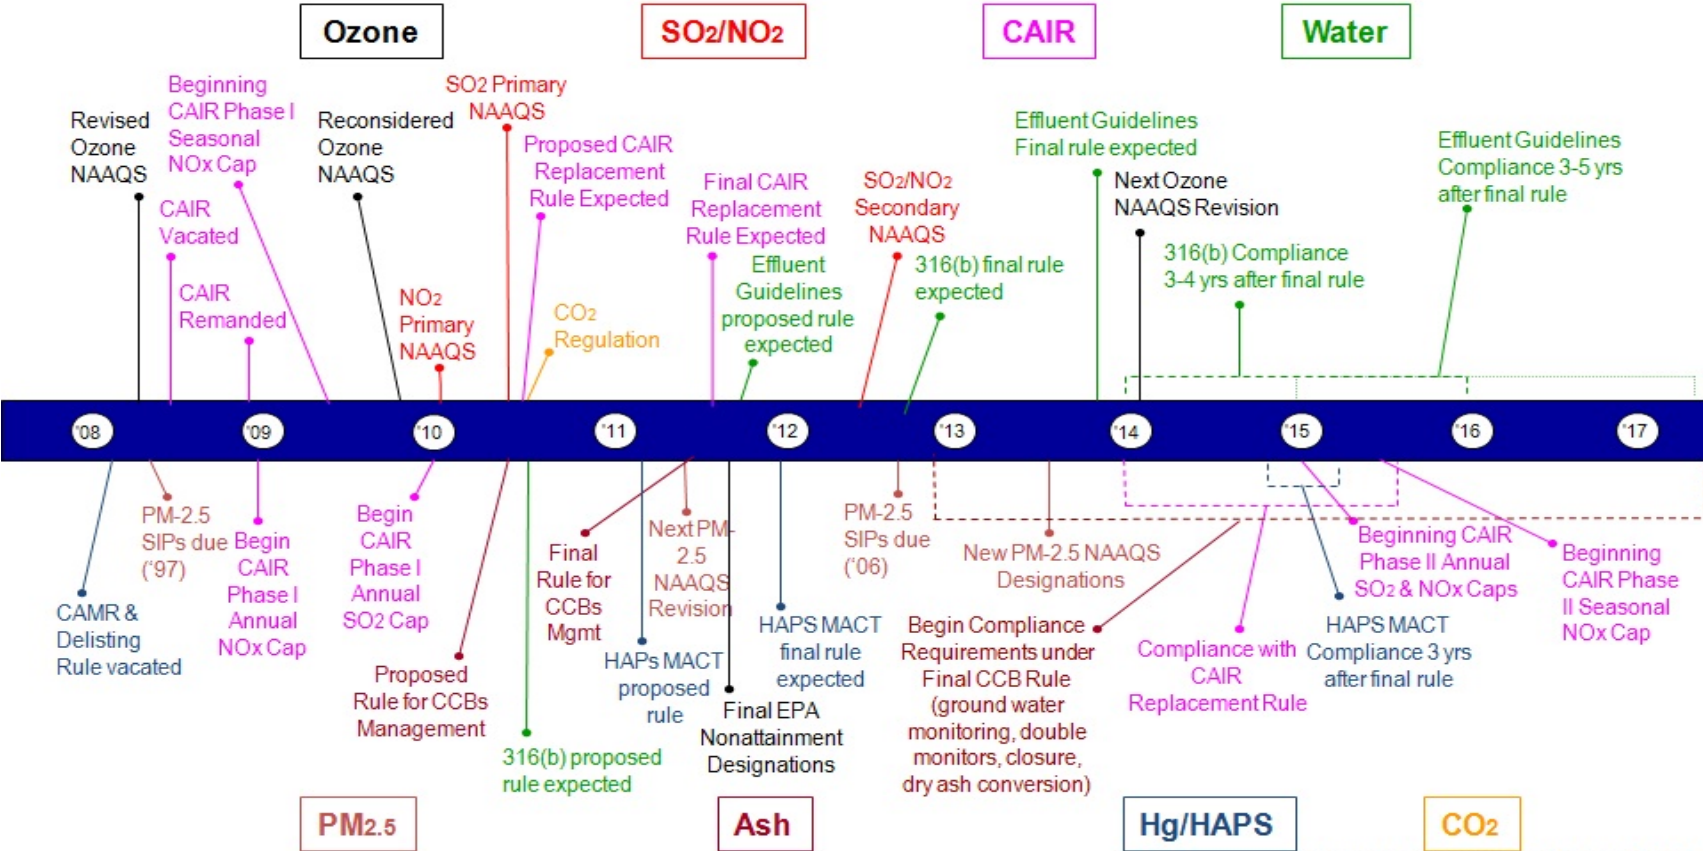 Ozone
SO2/NO2
CAIR
Water
Revised
Ozone
NAAQS
Beginning
CAIR Phase I
Seasonal
NOx Cap
CAIR
Vacated
CAIR
Remanded
Reconsidered
Ozone
NAAQS
NO2
Primary
NAAQS
SO2 Primary
NAAQS
Proposed CAIR
Replacement
Rule Expected
CO2
Regulation
Final CAIR
Replacement
Rule Expected
Effluent
Guidelines
proposed rule
expected
SO2/NO2
Secondary
NAAQS
316(b) final rule
expected
Effluent Guidelines
Final rule expected
Next Ozone
NAAQS Revision
316(b) Compliance
3-4 yrs after final rule
Effluent Guidelines
Compliance 3-5 yrs
after final rule
'08
'09
'10
'11
'12
'13
'14
'15
'16
'17
CAMR &
Delisting
Rule vacated
PM-2.5
SIPs due
('97)
Begin
CAIR
Phase I
Annual
NOx Cap
Begin
CAIR
Phase I
Annual
SO2 Cap
Proposed
Rule for CCBs
Management
316(b) proposed
rule expected
Final
Rule for
CCBs
Mgmt
Next PM-
2.5
NAAQS
Revision
HAPs MACT
proposed
rule
Final EPA
Nonattainment
Designations
HAPS MACT
final rule
expected
PM-2.5
SIPs due
('06)
New PM-2.5 NAAQS
Designations
Begin Compliance
Requirements under
Final CCB Rule
(ground water
monitoring, double
monitors, closure,
dry ash conversion)
Compliance with
CAIR
Replacement Rule
Beginning CAIR
Phase II Annual
SO2 & NOx Caps
HAPS MACT
Compliance 3 yrs
after final rule
Beginning
CAIR Phase
II Seasonal
NOx Cap
PM2.5
Ash
Hg/HAPS
CO2